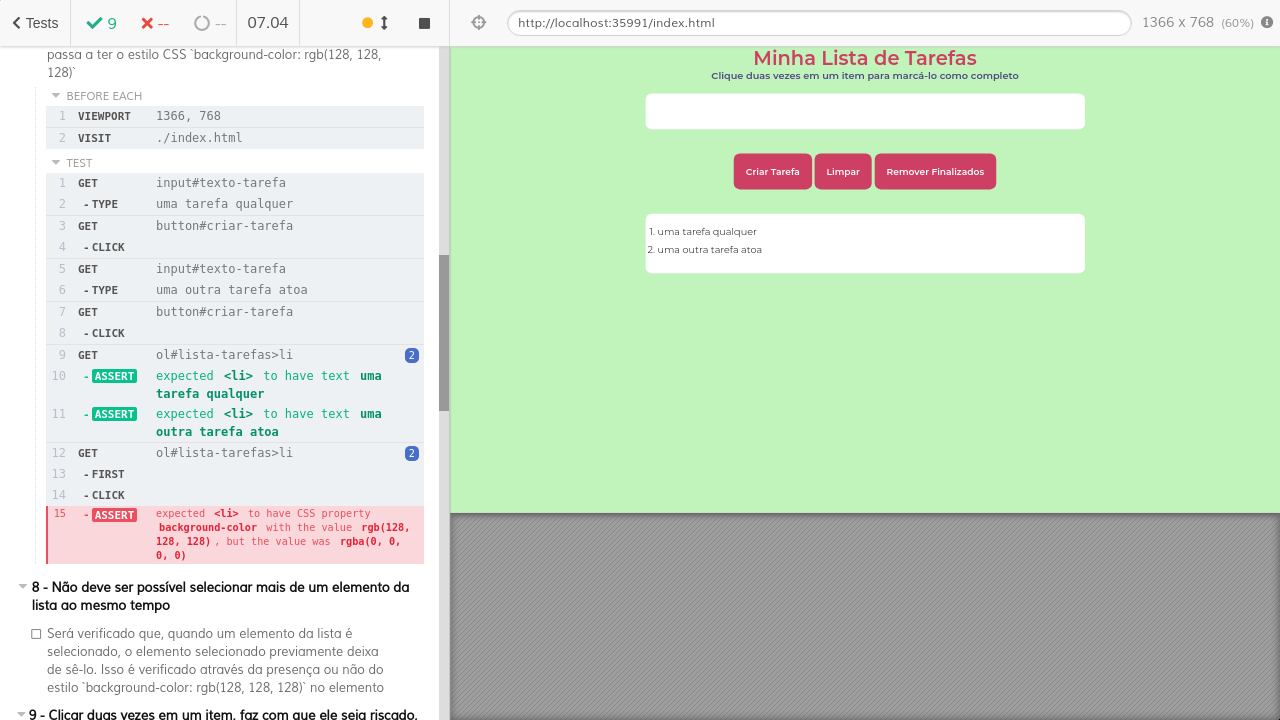 Tests
9
--
--
07.04
http://localhost:35991/index.html
1366 x 768 (60%)
passa a ter o estilo CSS `background-color: rgb(128, 128,
128)`
BEFORE EACH
1 VIEWPORT 1366, 768
2 VISIT ./index.html
TEST
1 GET input#texto-tarefa
2 - TYPE uma tarefa qualquer
3 GET button#criar-tarefa
4 - CLICK
5 GET input#texto-tarefa
6 - TYPE uma outra tarefa atoa
7 GET button#criar-tarefa
8 - CLICK
9 GET ol#lista-tarefas>li 2
10 - ASSERT expected <li> to have text uma
tarefa qualquer
11 - ASSERT expected <li> to have text uma
outra tarefa atoa
12 GET ol#lista-tarefas>li 2
13 - FIRST
14 - CLICK
15 - ASSERT expected <li> to have CSS property
background-color with the value rgb(128,
128, 128) , but the value was rgba(0, 0,
0, 0)
8 - Não deve ser possível selecionar mais de um elemento da
lista ao mesmo tempo
Será verificado que, quando um elemento da lista é
selecionado, o elemento selecionado previamente deixa
de sê-lo. Isso é verificado através da presença ou não do
estilo `background-color: rgb(128, 128, 128)` no elemento
9 - Clicar duas vezes em um item, faz com que ele seja riscado,
Minha Lista de Tarefas
Clique duas vezes em um item para marcá-lo como completo
Criar Tarefa
Limpar
Remover Finalizados
1. uma tarefa qualquer
2. uma outra tarefa atoa